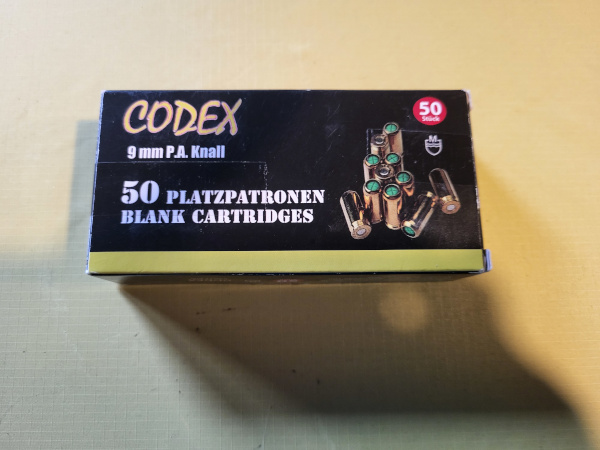 CODEX
9 mm P.A. Knall
50 PLATZPATRONEN
BLANK CARTRIDGES
50
Stück